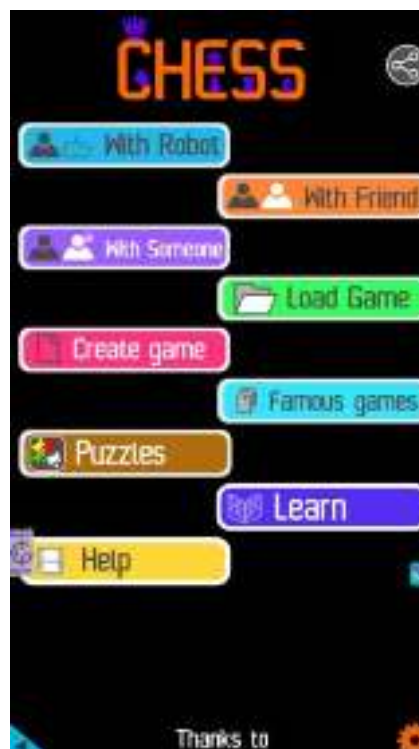 CHESS
With Robot
With Friend
With Someone
Load Game
Create game
Famous games
Puzzles
Learn
Help
Thanks to